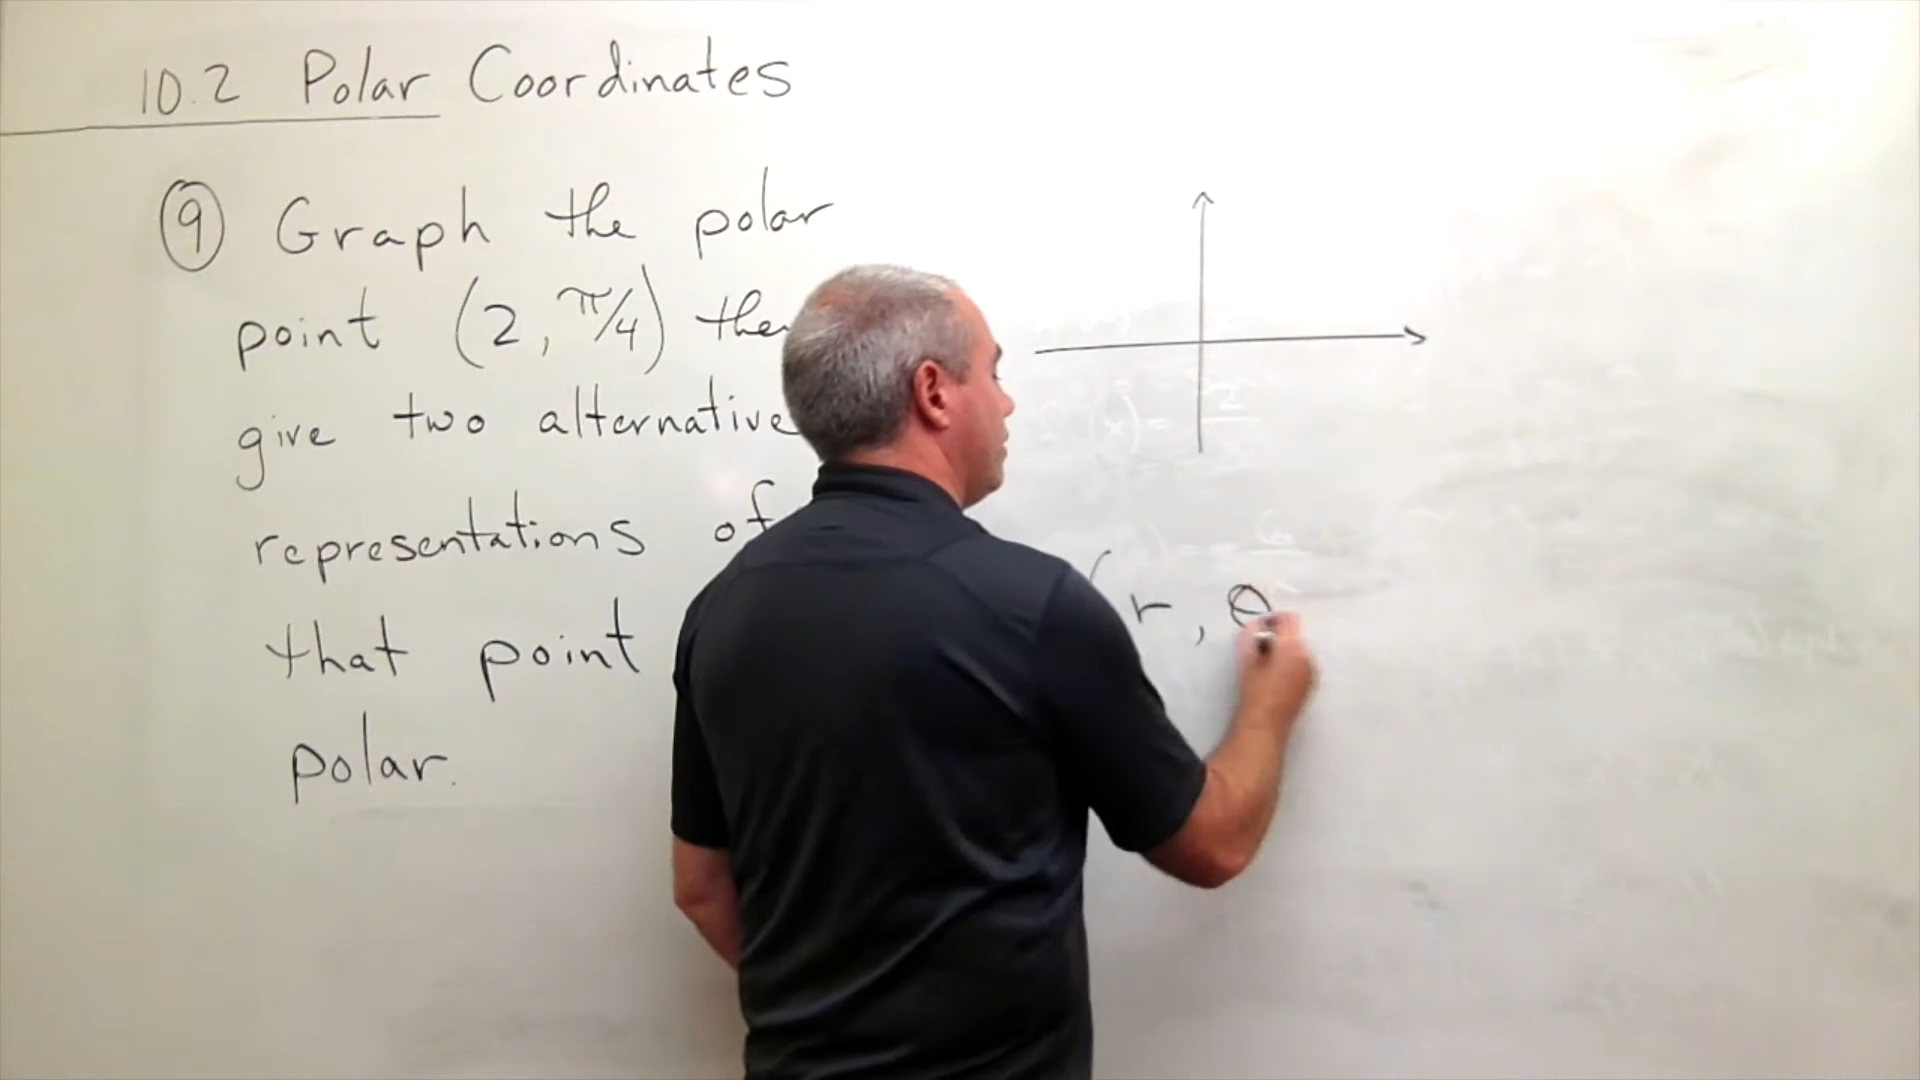 10.2 Polar Coordinates
9 Graph the polar
point (2, π/4) the
give two alternative
representations of
that point
polar.
(r, θ